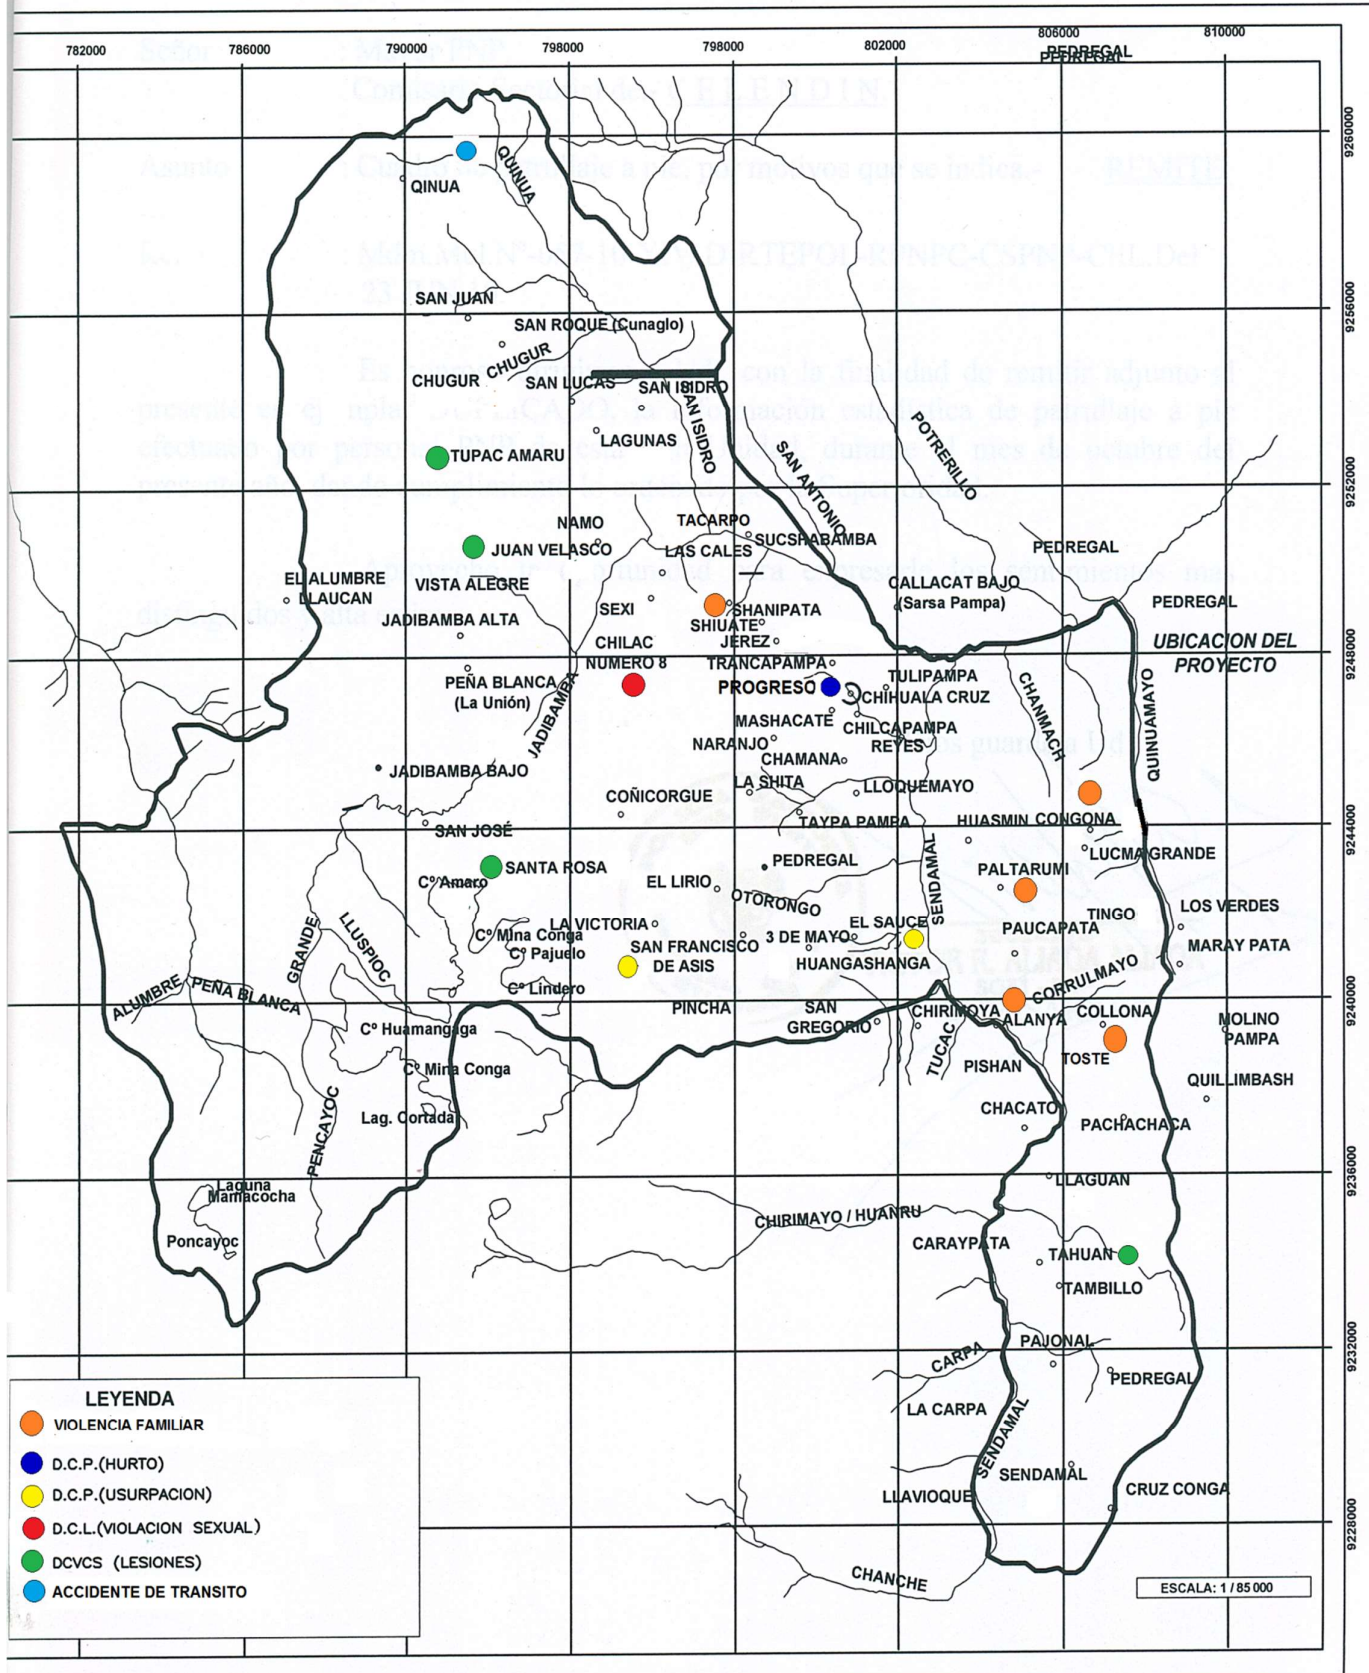 782000 786000 790000 798000 798000 802000 806000 810000
PEDREGAL
PEDREGAL
9260000
9256000
9252000
9248000
9244000
9240000
9236000
9232000
9228000
QUINUA
QINUA
SAN JUAN
SAN ROQUE (Cunaglo)
CHUGUR
CHUGUR
SAN LUCAS
SAN ISIDRO
SAN ISIDRO
LAGUNAS
TUPAC AMARU
SAN ANTONIO
POTRERILLO
NAMO
TACARPO
SUCSHABAMBA
JUAN VELASCO
LAS CALES
PEDREGAL
EL ALUMBRE
LLAUCAN
VISTA ALEGRE
CALLACAT BAJO
(Sarsa Pampa)
PEDREGAL
SEXI
SHANIPATA
JADIBAMBA ALTA
SHIUATE
JEREZ
UBICACION DEL
PROYECTO
CHILAC
NUMERO 8
TRANCAPAMPA
PEÑA BLANCA
(La Unión)
JADIBAMBA
PROGRESO
TULIPAMPA
CHIHUALA CRUZ
CHANMACH
QUINUAMAYO
MASHACATE
CHILCAPAMPA
REYES
NARANJO
CHAMANA
JADIBAMBA BAJO
LA SHITA
LLOQUEMAYO
COÑICORGUE
TAYPA PAMPA
HUASMIN CONGONA
SAN JOSÉ
LUCMA GRANDE
SANTA ROSA
PEDREGAL
SENDAMAL
PALTARUMI
Cº Amaro
EL LIRIO
OTORONGO
TINGO
LOS VERDES
GRANDE
LLUSPIOC
LA VICTORIA
EL SAUCE
PAUCAPATA
Cº Mina Conga
3 DE MAYO
MARAY PATA
SAN FRANCISCO
DE ASIS
Cº Pajuelo
HUANGASHANGA
ALUMBRE
PEÑA BLANCA
Cº Lindero
CORRULMAYO
PINCHA
SAN
GREGORIO
CHIRIMOYA
ALANYA
COLLONA
MOLINO
PAMPA
Cº Huamangaga
TUCAC
PISHAN
TOSTE
Cº Mina Conga
QUILLIMBASH
PENCAYOC
Lag. Cortada
CHACATO
PACHACHACA
Laguna
Mamacocha
LLAGUAN
Poncayoc
CHIRIMAYO / HUANRU
CARAYPATA
TAHUAN
TAMBILLO
CARPA
PAJONAL
PEDREGAL
LA CARPA
SENDAMAL
SENDAMAL
LLAVIOQUE
CRUZ CONGA
CHANCHE
LEYENDA
VIOLENCIA FAMILIAR
D.C.P.(HURTO)
D.C.P.(USURPACION)
D.C.L.(VIOLACION SEXUAL)
DCVCS (LESIONES)
ACCIDENTE DE TRANSITO
ESCALA: 1 / 85 000